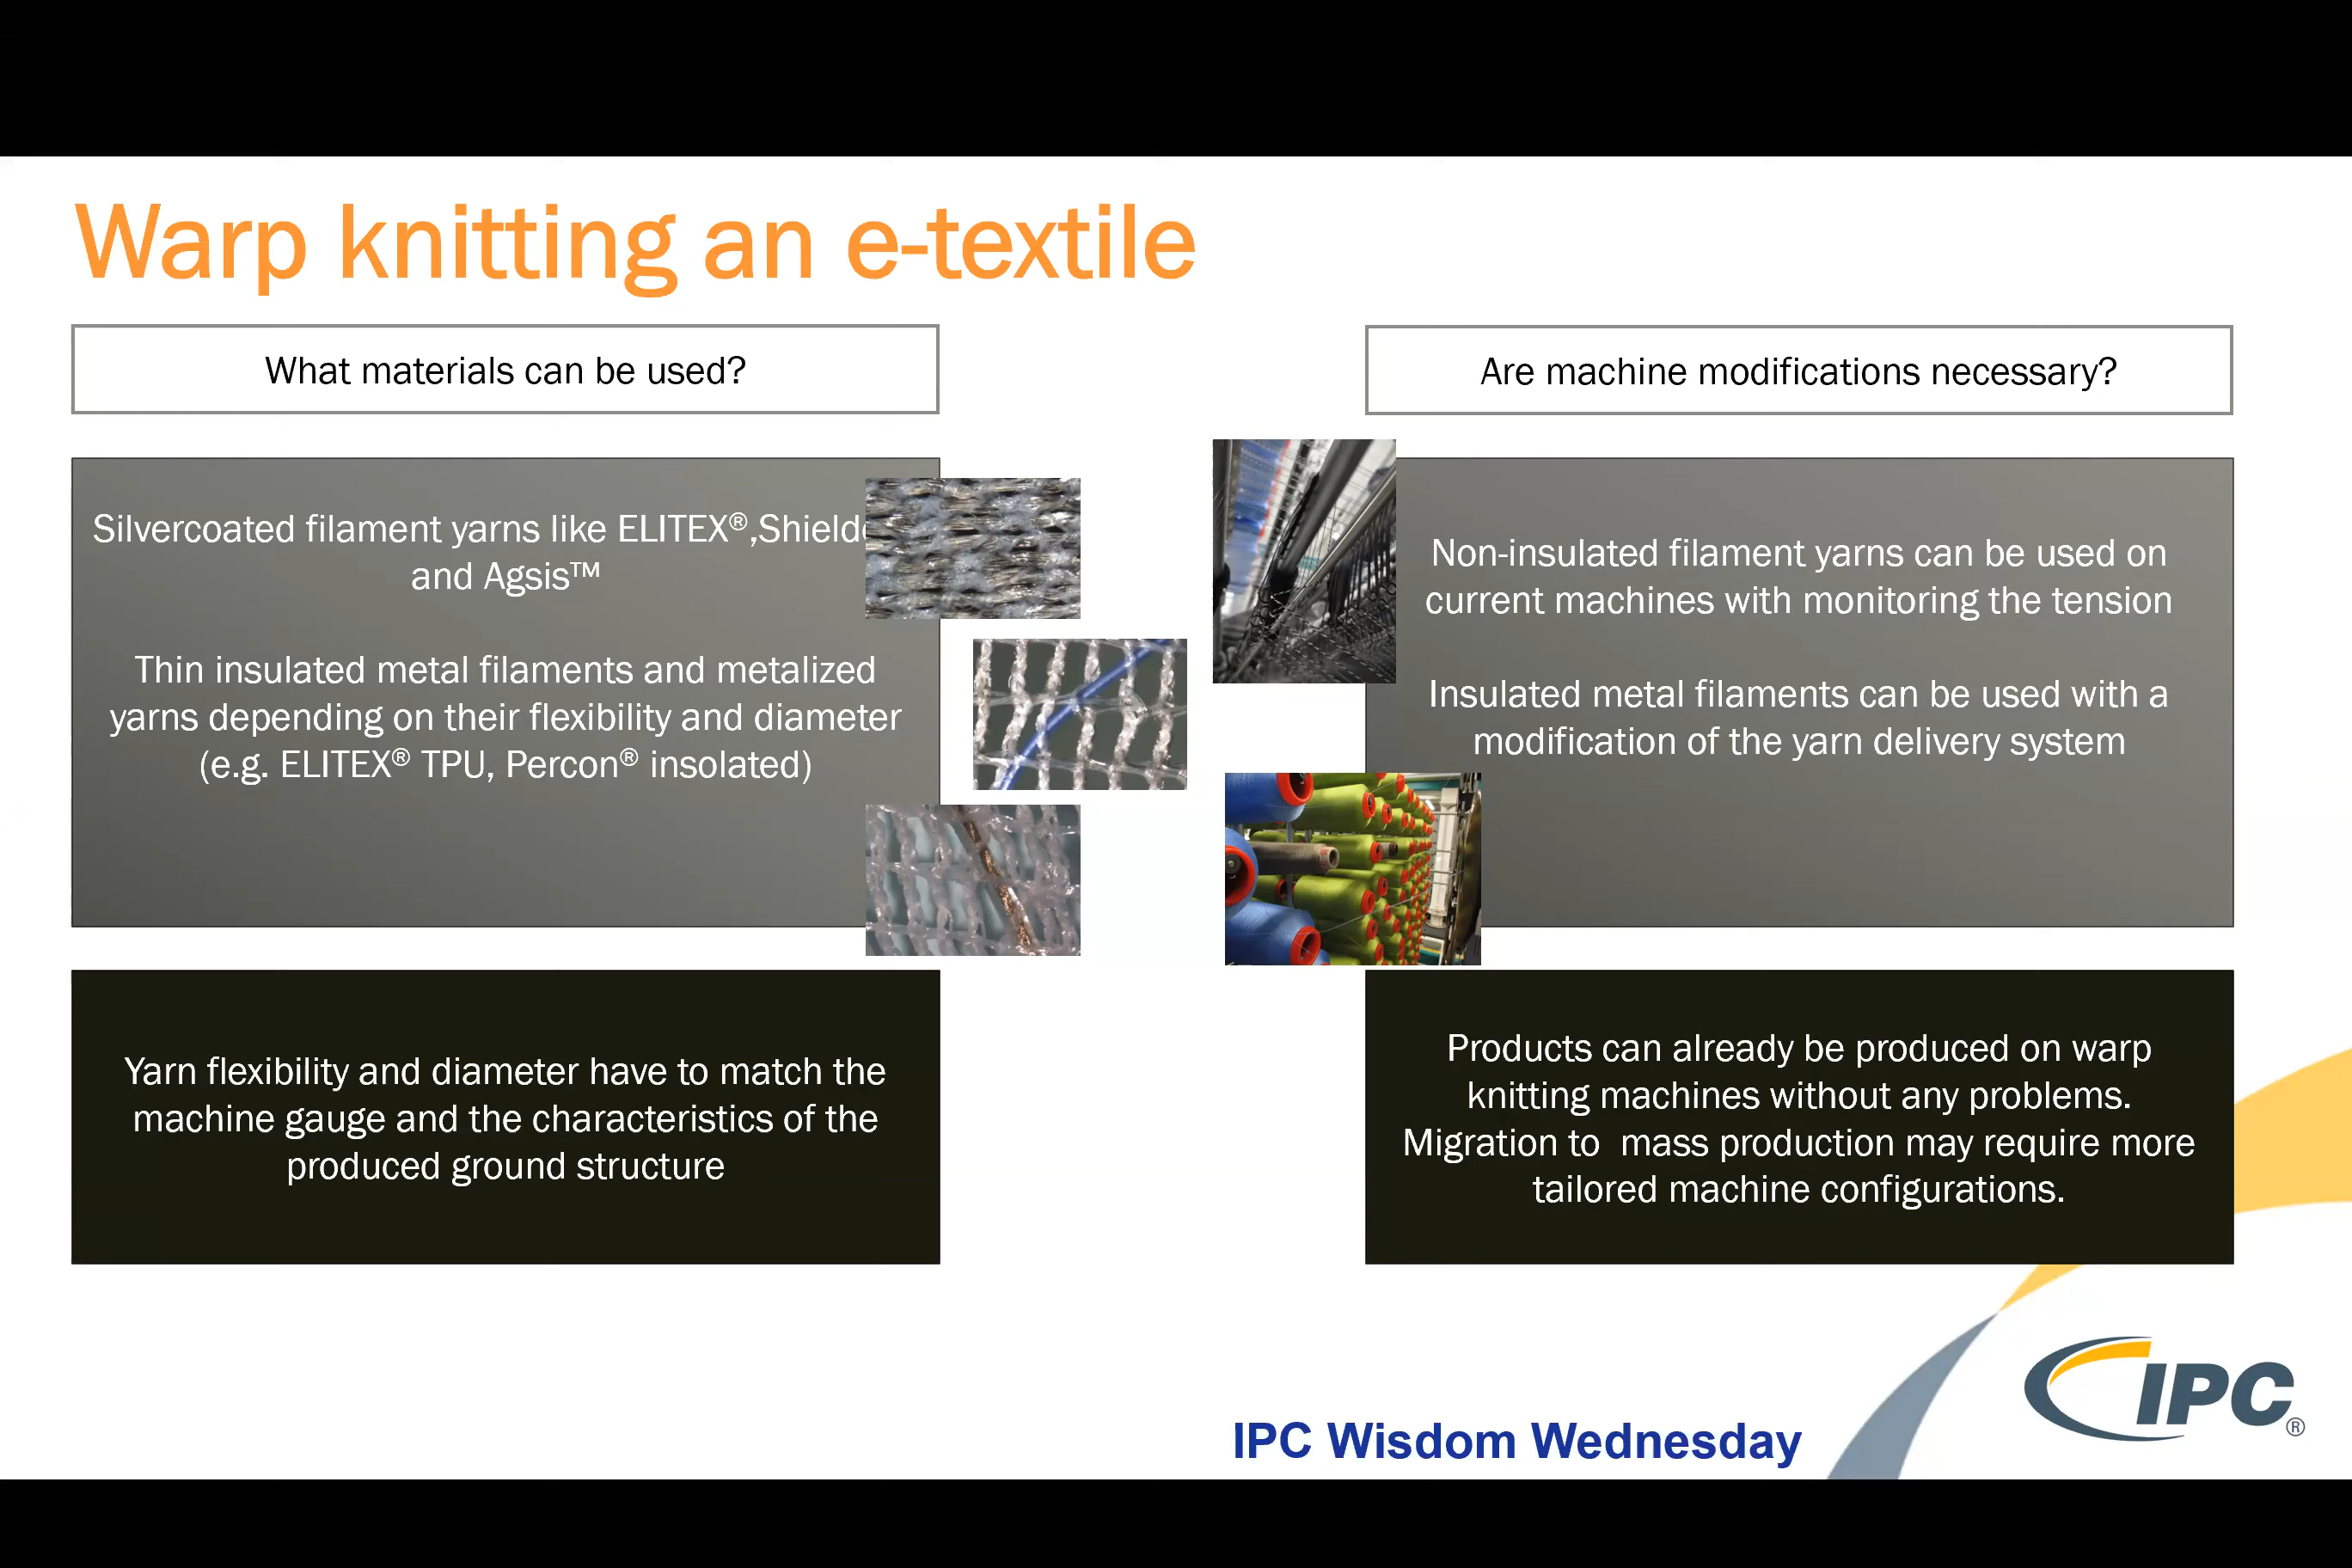 Warp knitting an e-textile
What materials can be used?
Silvercoated filament yarns like ELITEX®,
and Agsis™
Thin insulated metal filaments and metalized
yarns depending on their flexibility and diameter
(e.g. ELITEX® TPU, Percon® insolated)
Yarn flexibility and diameter have to match the
machine gauge and the characteristics of the
produced ground structure
Are machine modifications necessary?
Non-insulated filament yarns can be used on
current machines with monitoring the tension
Insulated metal filaments can be used with a
modification of the yarn delivery system
Products can already be produced on warp
knitting machines without any problems.
Migration to  mass production may require more
tailored machine configurations.
IPC Wisdom Wednesday
IPC®